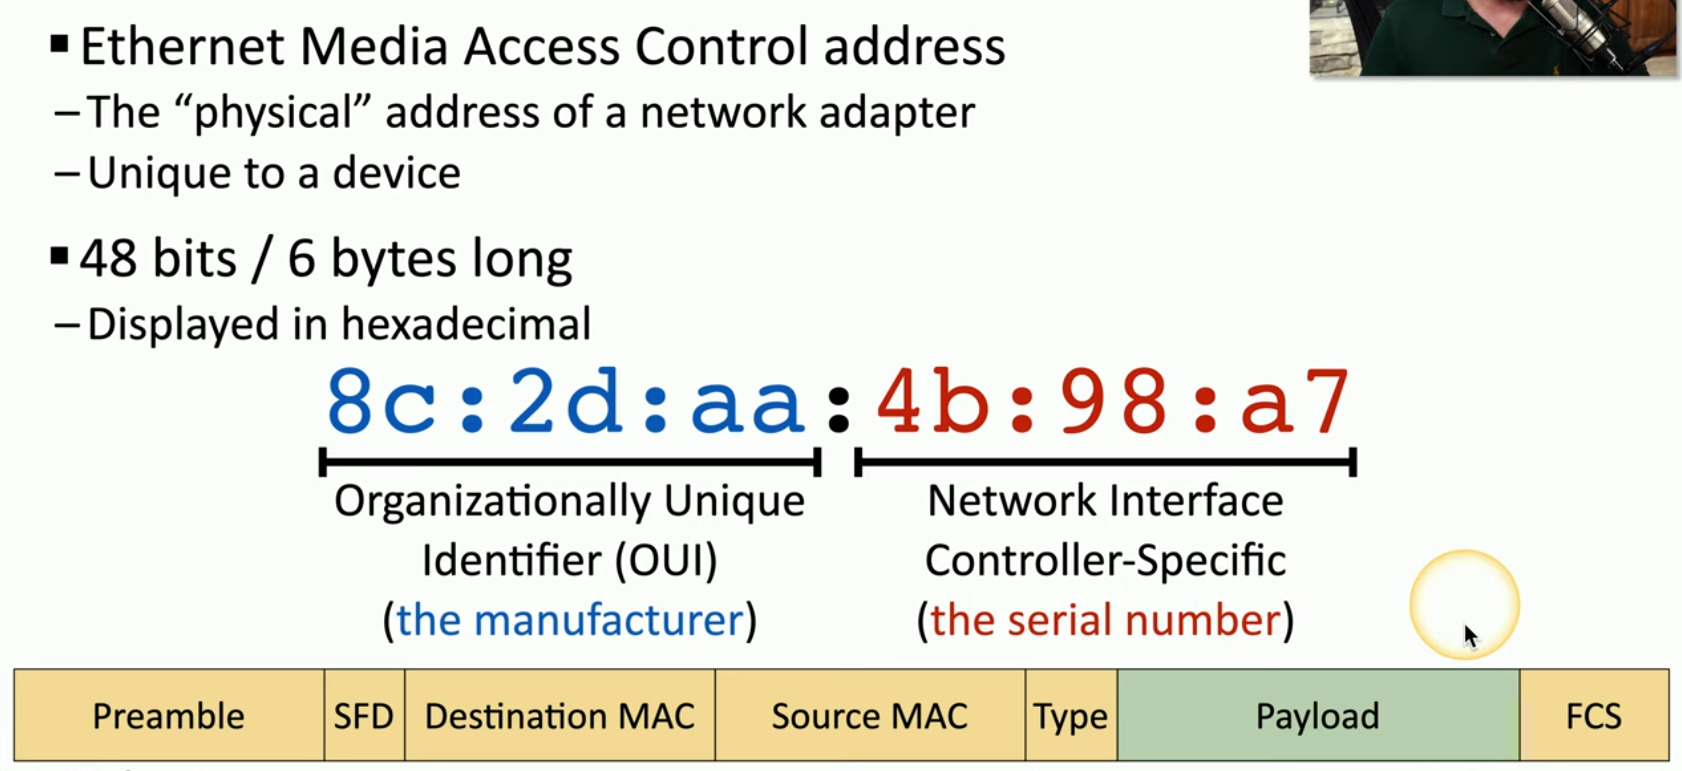 ▪ Ethernet Media Access Control address
– The “physical” address of a network adapter
– Unique to a device
▪ 48 bits / 6 bytes long
– Displayed in hexadecimal
8c:2d:aa:4b:98:a7
Organizationally Unique
Identifier (OUI)
(the manufacturer)
Network Interface
Controller-Specific
(the serial number)
Preamble SFD Destination MAC Source MAC Type Payload FCS